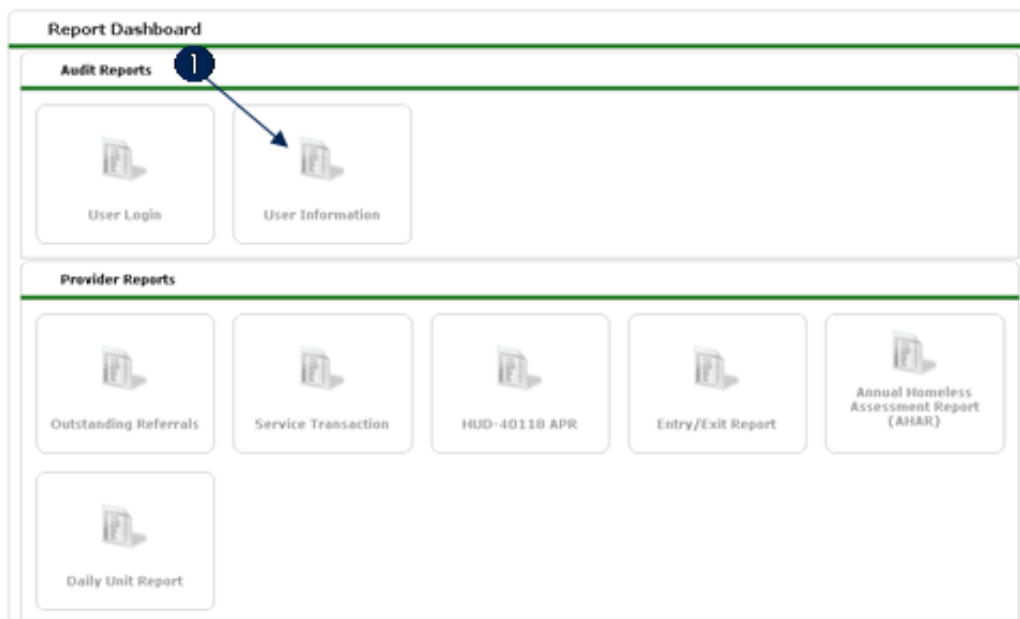 Report Dashboard
Audit Reports
1
User Login
User Information
Provider Reports
Outstanding Referrals
Service Transaction
HUD-40118 APR
Entry/Exit Report
Annual Homeless
Assessment Report
(AHAR)
Daily Unit Report